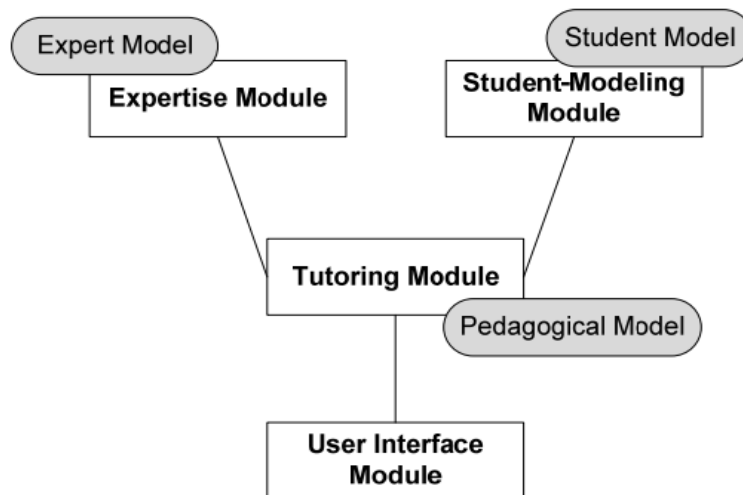 Expert Model
Expertise Module
Student Model
Student-Modeling
Module
Tutoring Module
Pedagogical Model
User Interface
Module